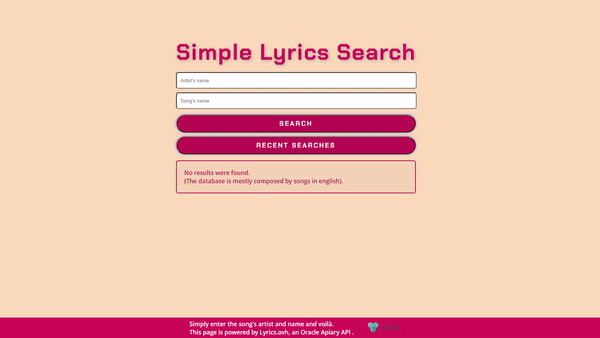 Simple Lyrics Search
Artist's name
Song's name
SEARCH
RECENT SEARCHES
No results were found.
(The database is mostly composed by songs in english).
Simply enter the song's artist and name and voilà.
This page is powered by Lyrics.ovh, an Oracle Apiary API .